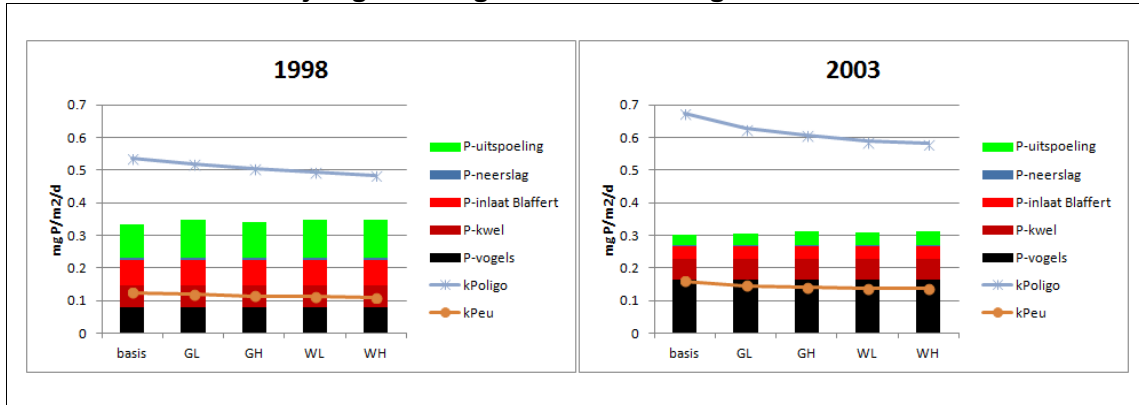 1998
mg P/m2/d
0.7
0.6
0.5
0.4
0.3
0.2
0.1
0
basis GL GH WL WH
P-uitspoeling
P-neerslag
P-inlaat Blaffert
P-kwel
P-vogels
kPoligo
kPeu
2003
mg P/m2/d
0.7
0.6
0.5
0.4
0.3
0.2
0.1
0
basis GL GH WL WH
P-uitspoeling
P-neerslag
P-inlaat Blaffert
P-kwel
P-vogels
kPoligo
kPeu